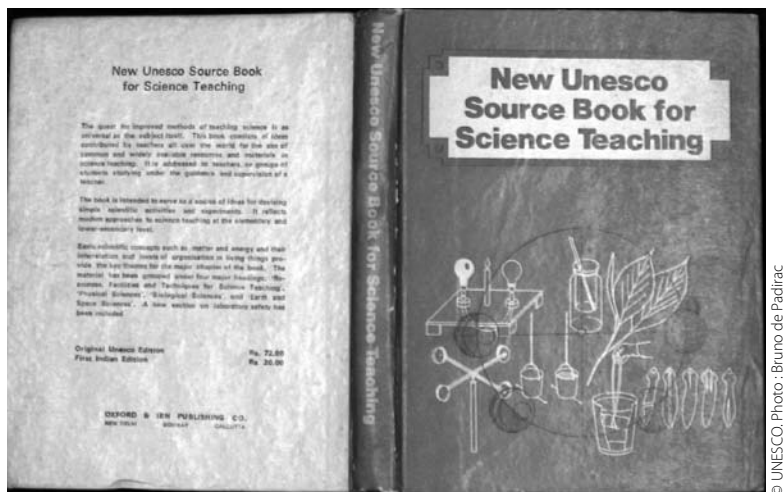 New Unesco Source Book
for Science Teaching
The quest for improved methods of teaching science is as
universal as the subject itself. This book consists of ideas
contributed by teachers all over the world for the use of
common and widely available resources and materials in
science teaching. It is addressed to teachers, or groups of
students studying under the guidance and supervision of a
teacher.
The book is intended to serve as a source of ideas for devising
simple scientific activities and experiments. It reflects
modern approaches to science teaching at the elementary and
lower-secondary level.
Basic scientific concepts such as matter and energy and their
interrelation and levels of organisation in living things pro-
vide the key themes for the major chapter of the book. The
material has been grouped under four major headings, 'Re-
sources, Facilities and Techniques for Science Teaching',
'Physical Sciences', 'Biological Sciences', and 'Earth and
Space Sciences'. A new section on laboratory safety has
been included.
Original Unesco Edition Rs. 72.00
First Indian Edition Rs. 20.00
OXFORD & IBH PUBLISHING CO.
NEW DELHI BOMBAY CALCUTTA
New Unesco Source Book for Science Teaching
New Unesco
Source Book for
Science Teaching
© UNESCO, Photo : Bruno de Padirac